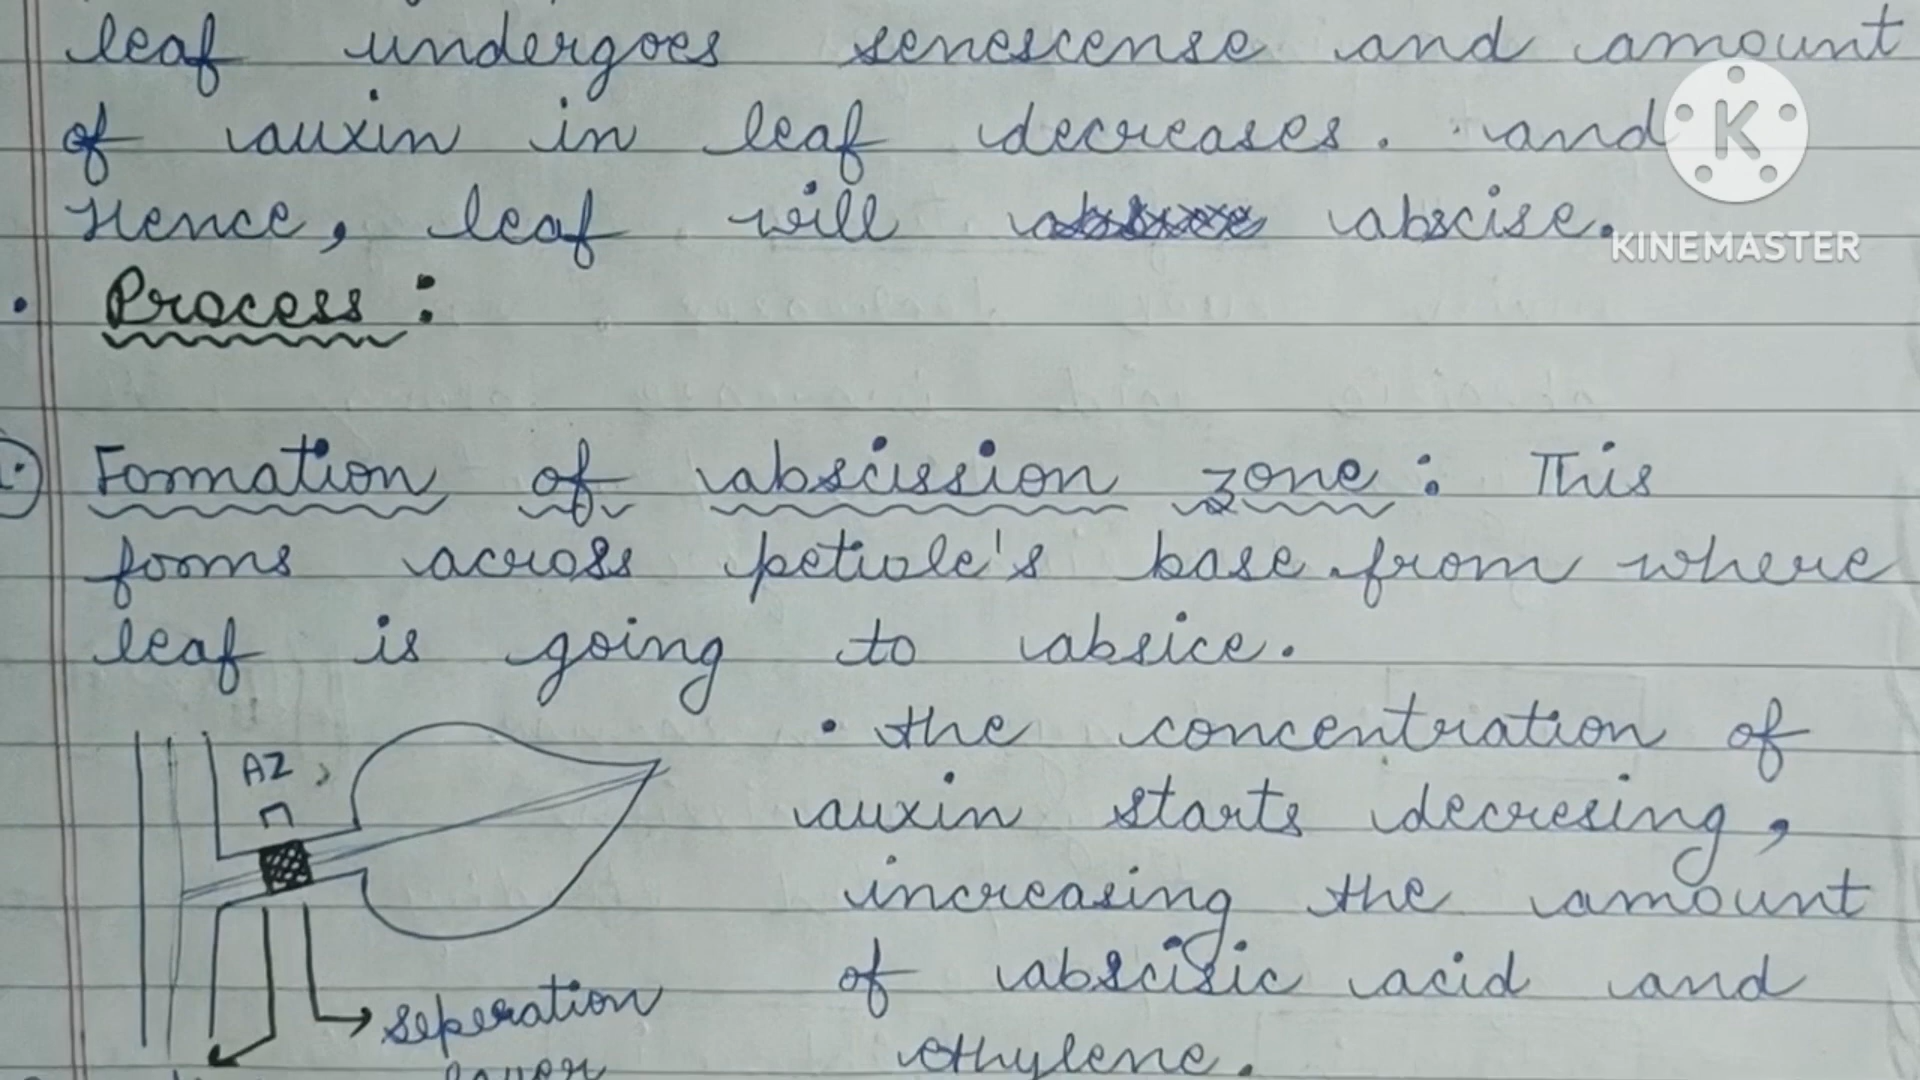 leaf undergoes senescense and amount
of auxin in leaf decreases. and
Hence, leaf will abscise.
K
KINEMASTER
Process:
Formation of abscission zone: This
forms across petiole's base from where
leaf is going to absice.
AZ
• the concentration of
auxin starts decresing,
increasing the amount
of abscisic acid and
ethylene.
seperation
layer